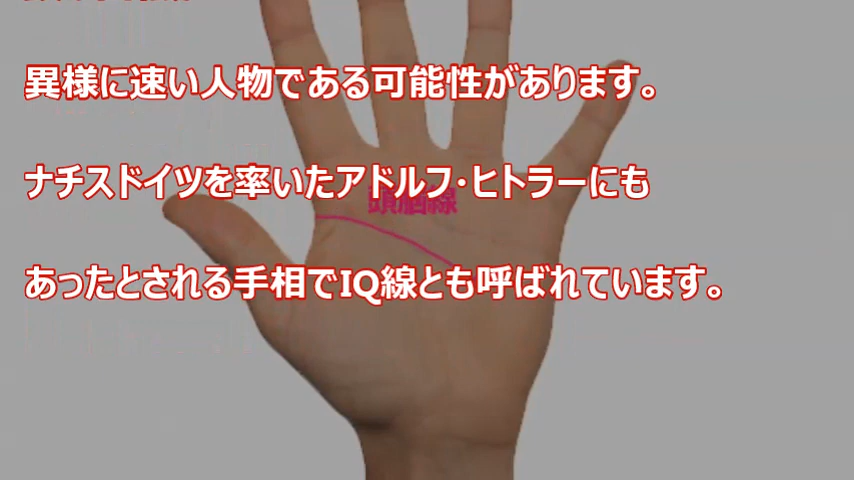 異様に速い人物である可能性があります。
ナチスドイツを率いたアドルフ・ヒトラーにも
頭脳線
あったとされる手相でIQ線とも呼ばれています。